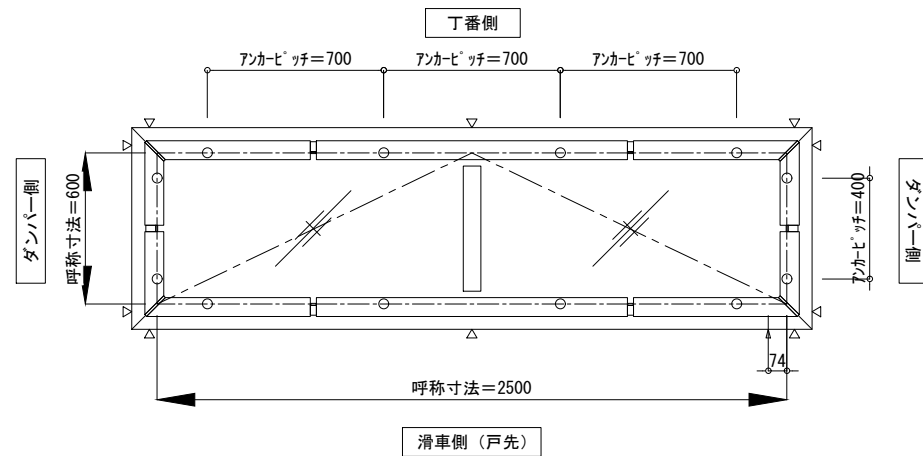 丁番側
アンカーピッチ=700
アンカーピッチ=700
アンカーピッチ=700
ダンパー側
呼称寸法=600
アンカーピッチ=400
ダンパー側
74
呼称寸法=2500
滑車側（戸先）